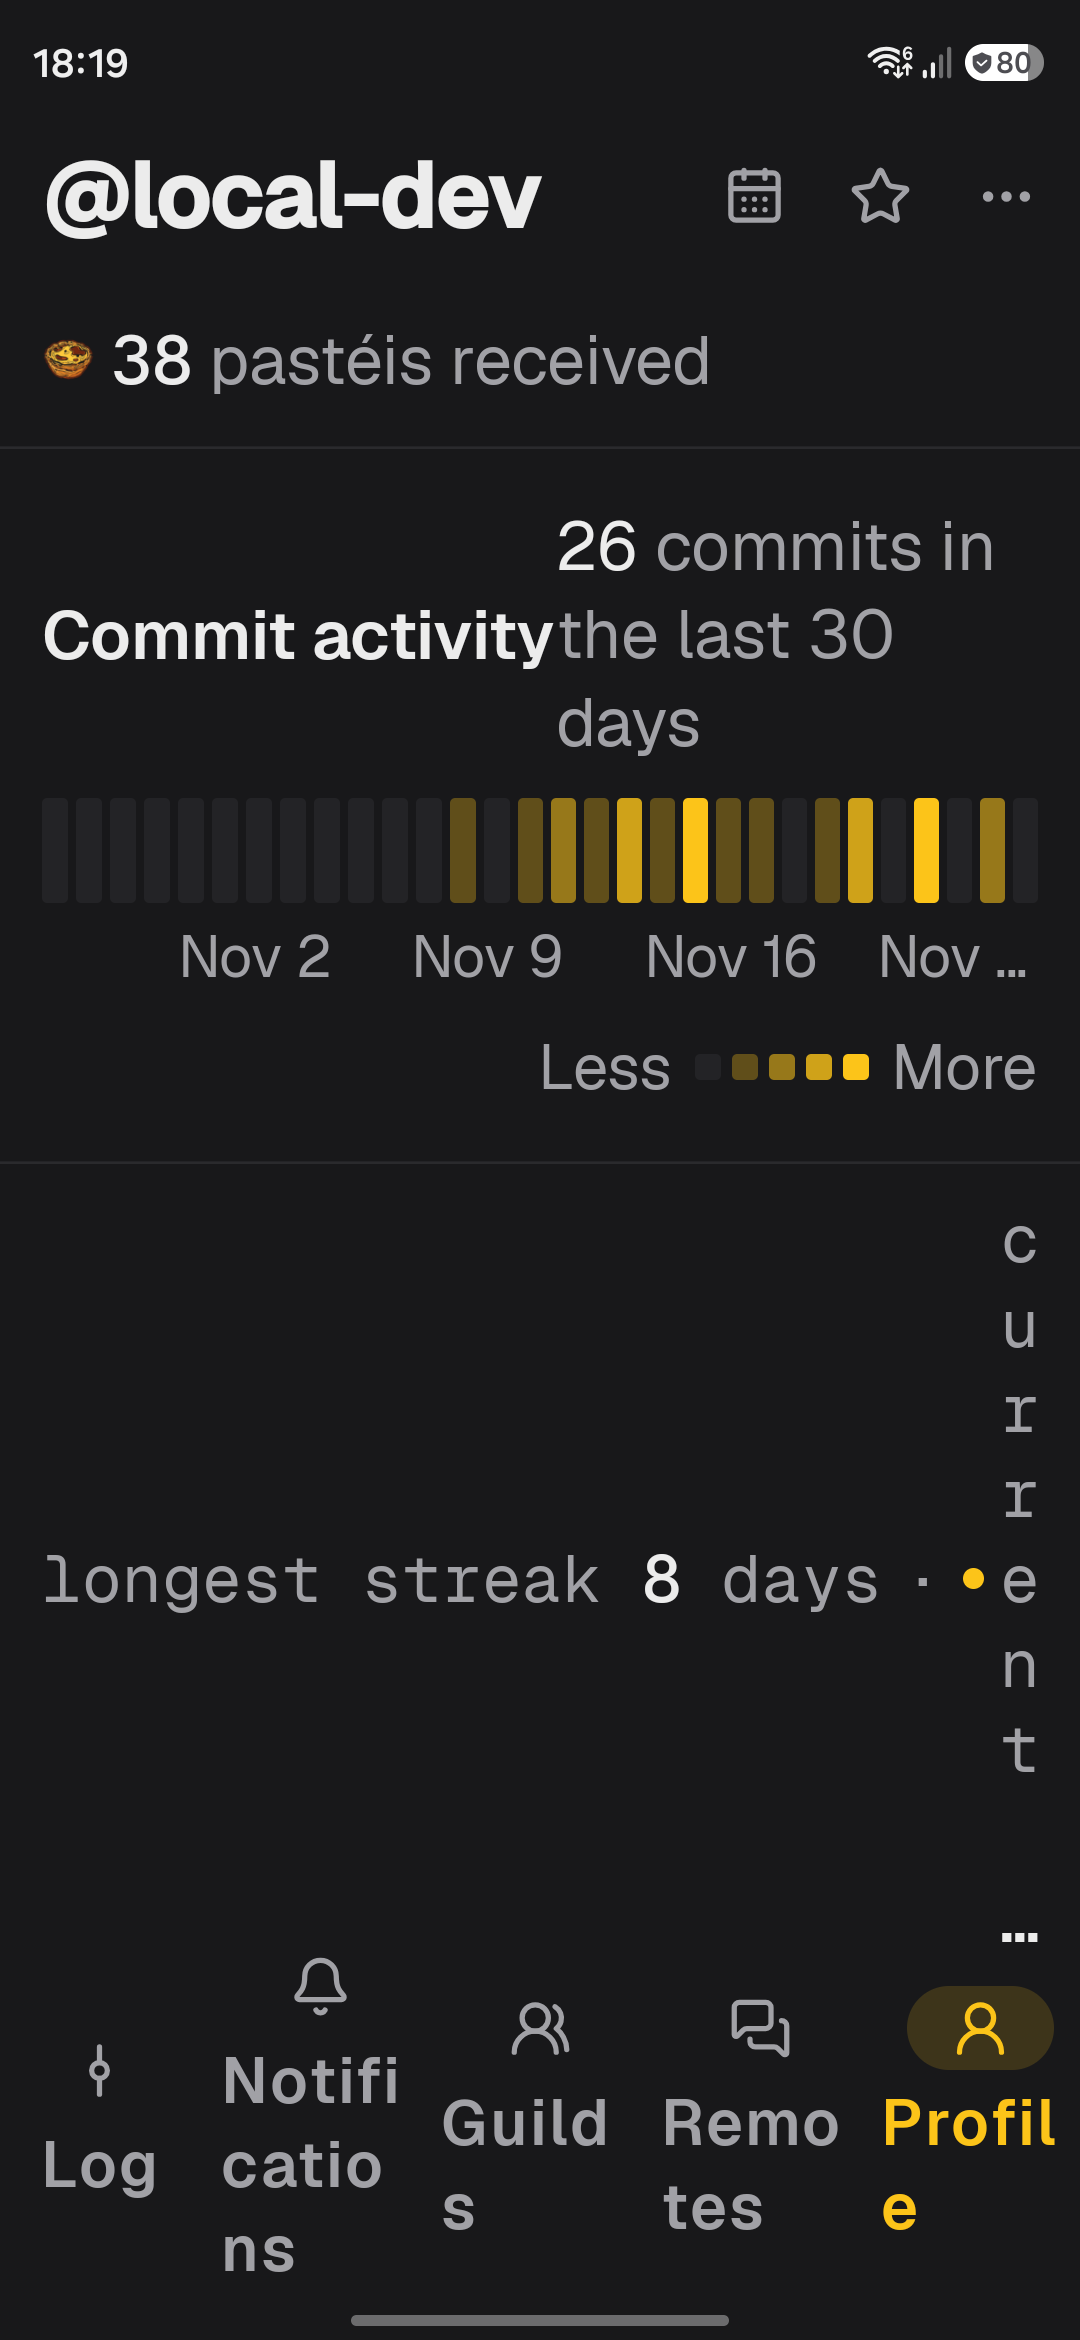 18:19
6
80
@local-dev
38 pastéis received
Commit activity
26 commits in
the last 30
days
Nov 2 Nov 9 Nov 16 Nov ...
Less More
longest streak 8 days ·
c
u
r
r
e
n
t
...
Log
Notifi
catio
ns
Guild
s
Remo
tes
Profil
e